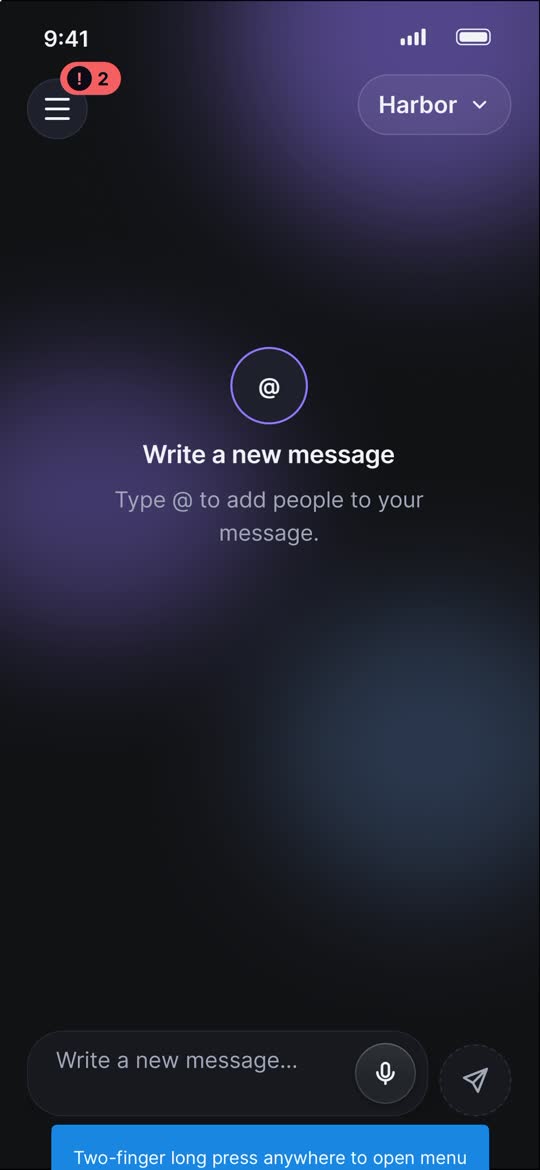 9:41
! 2
Harbor
@
Write a new message
Type @ to add people to your
message.
Write a new message...
Two-finger long press anywhere to open menu